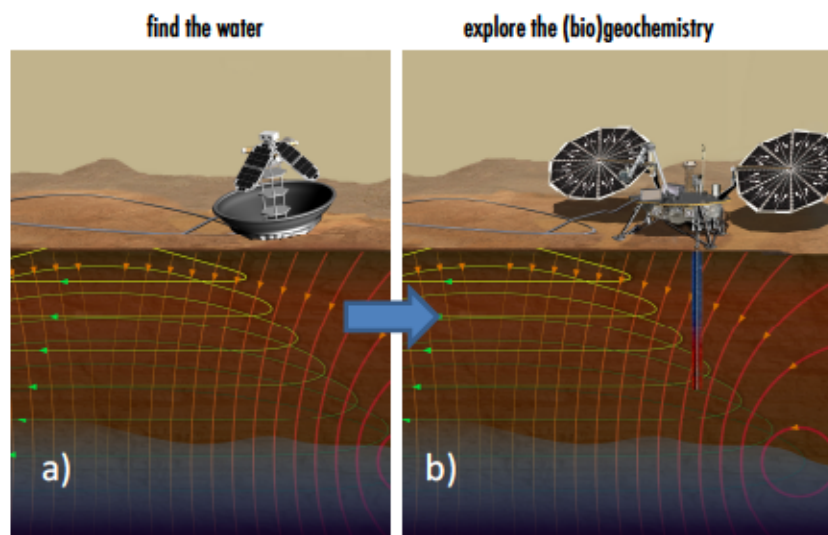 find the water
explore the (bio)geochemistry
a)
b)